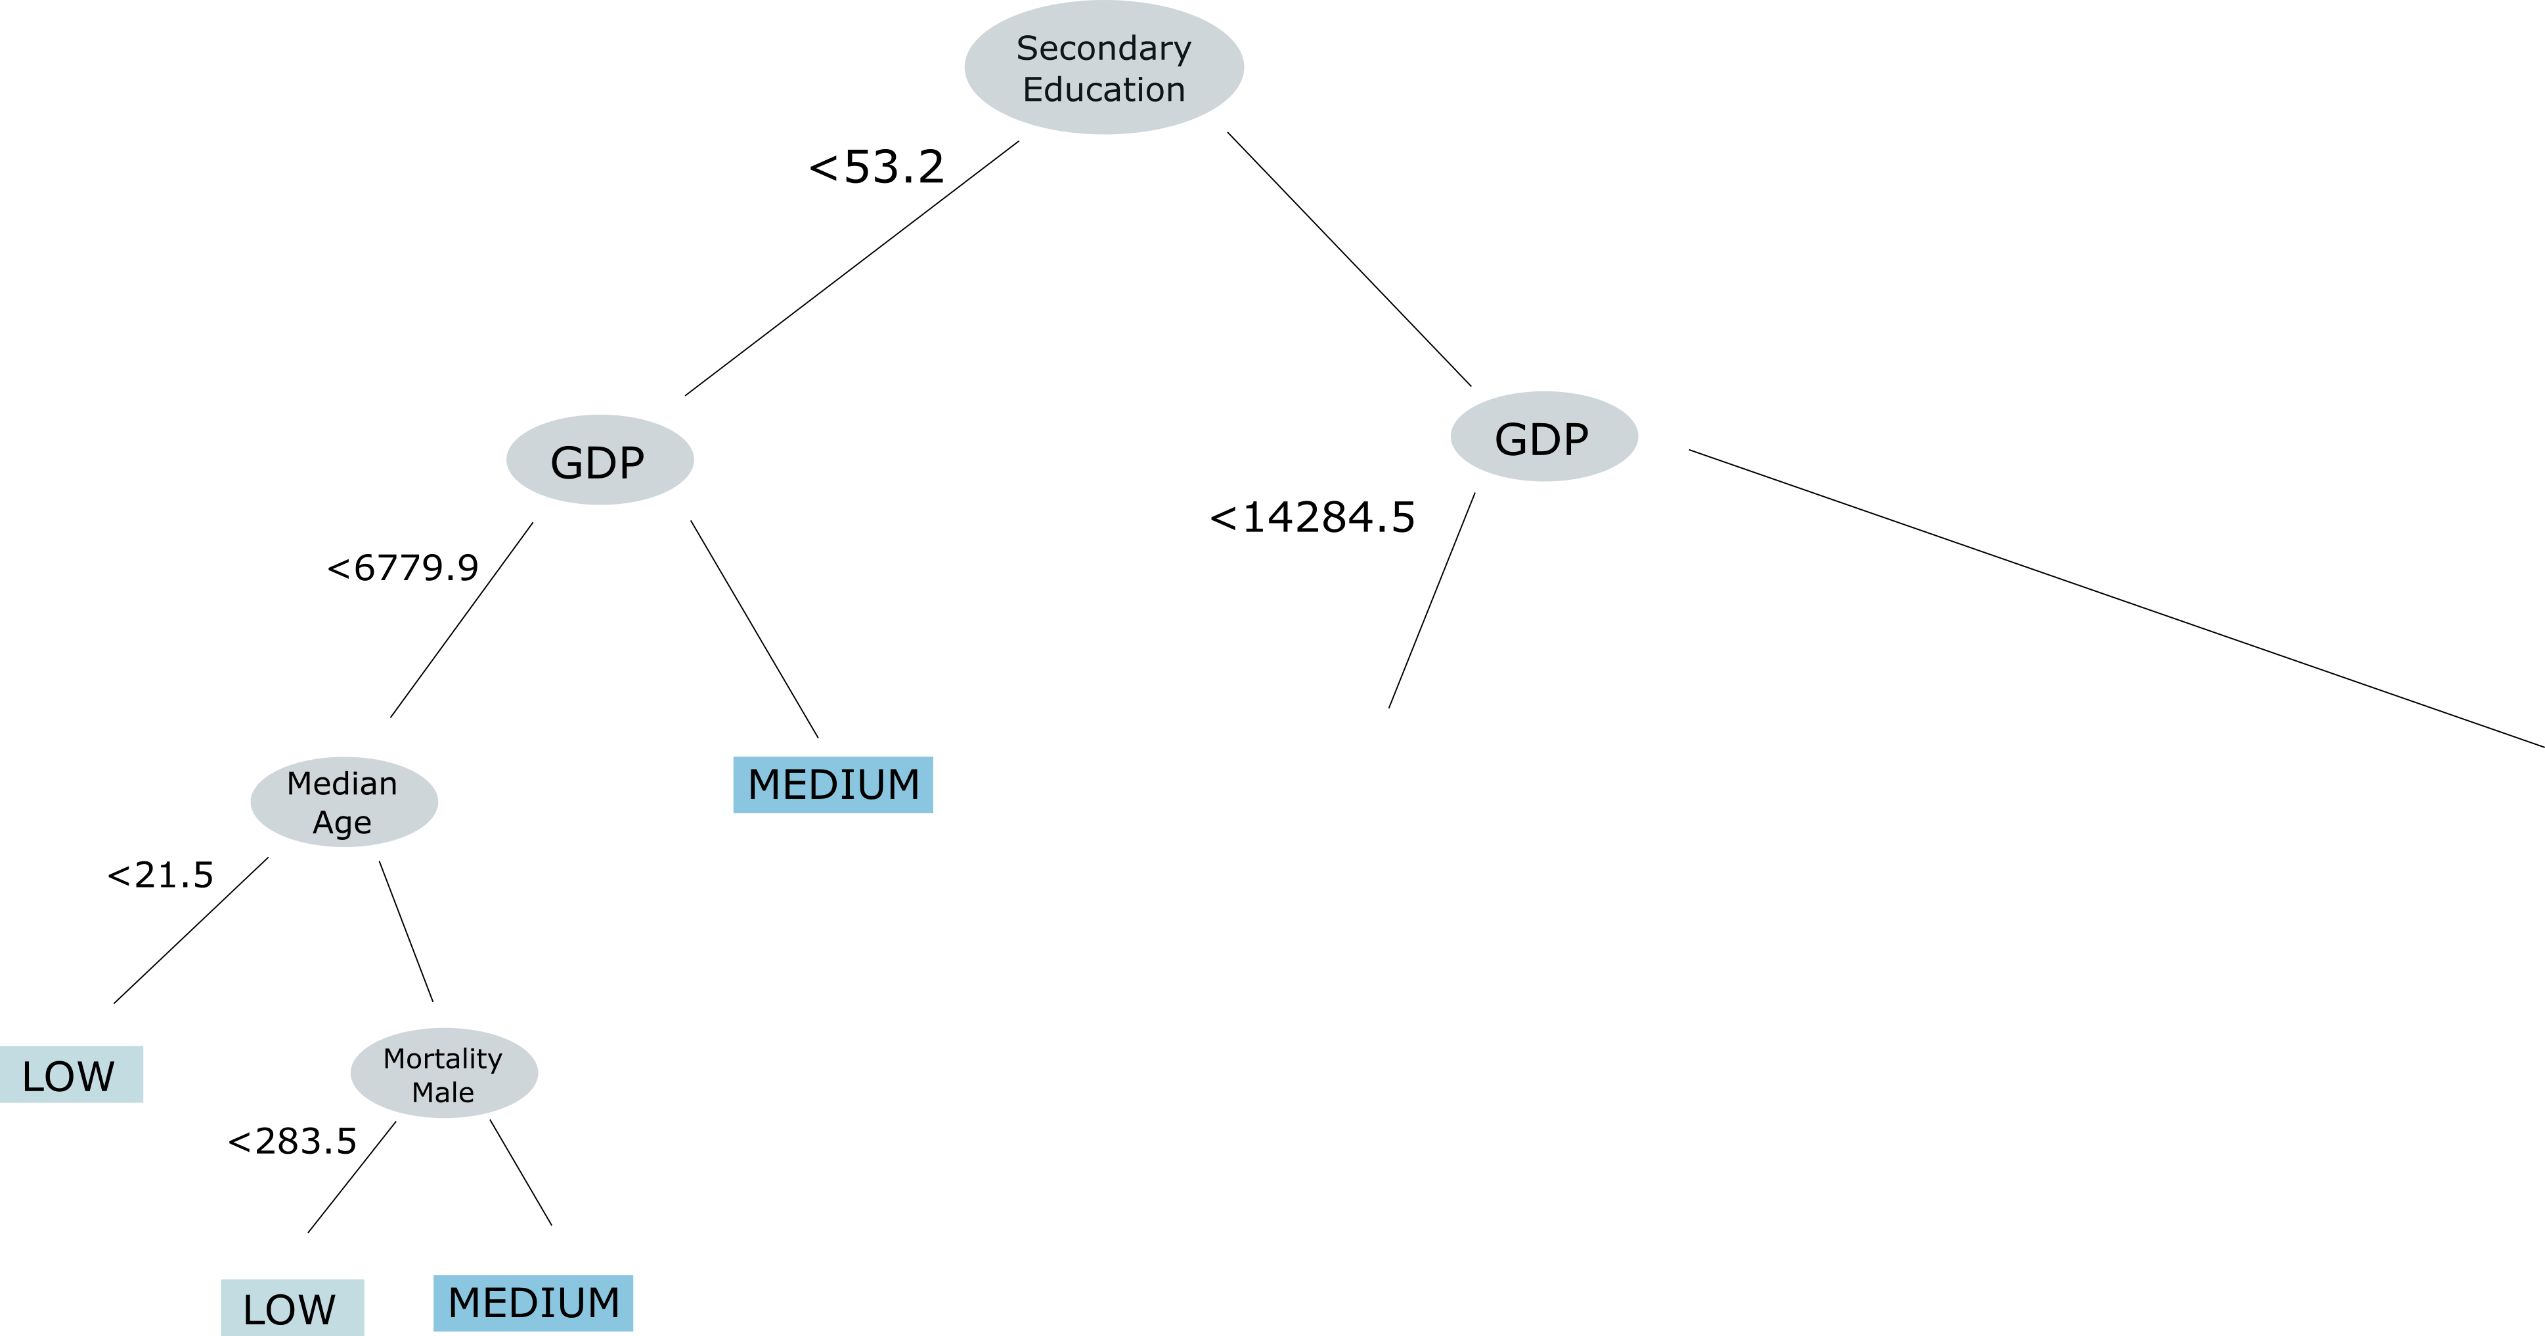 Secondary
Education
<53.2
GDP
GDP
<14284.5
<6779.9
Median
Age
MEDIUM
<21.5
Mortality
Male
LOW
<283.5
LOW
MEDIUM